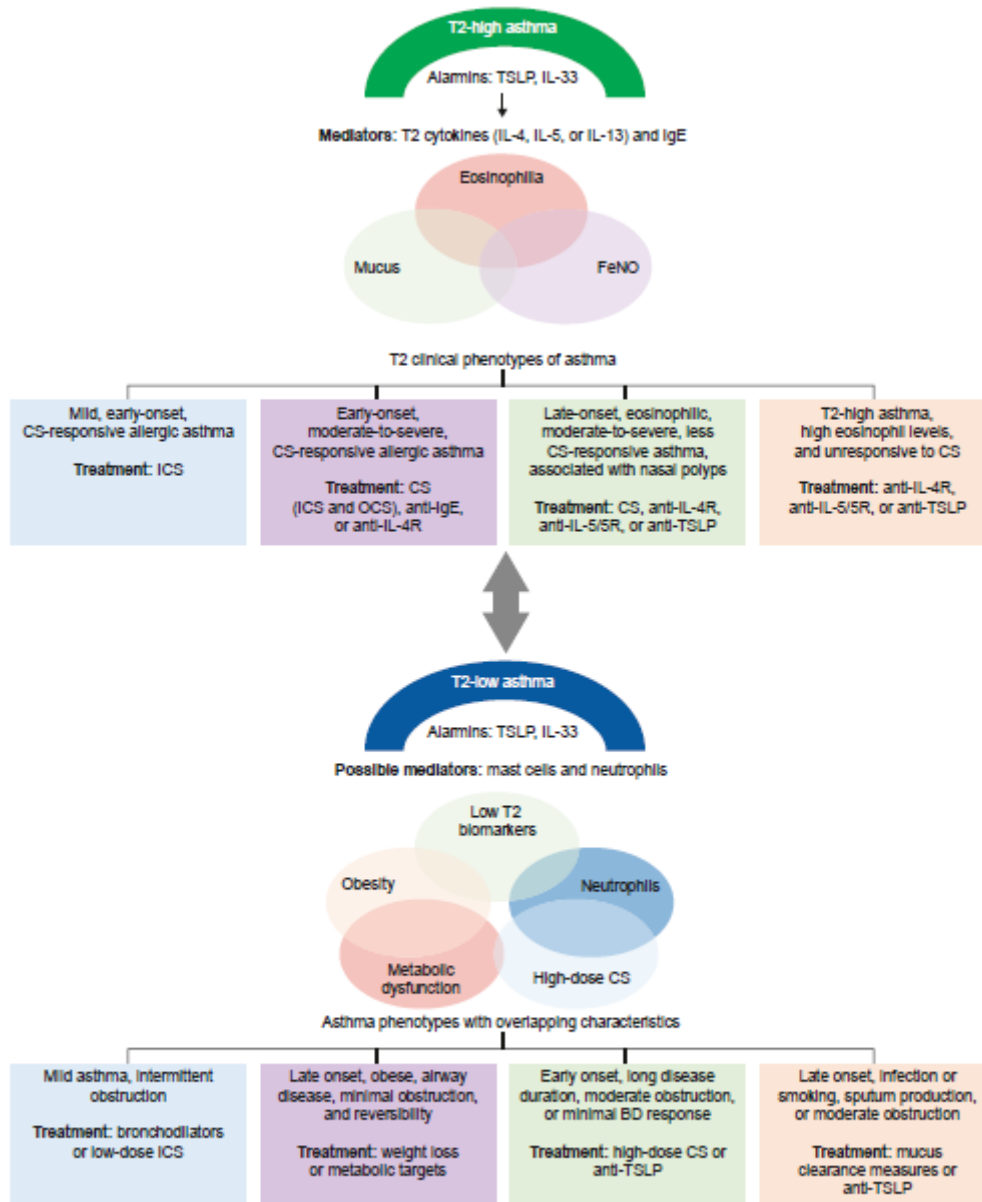 T2-high asthma
Alarmins: TSLP, IL-33
Mediators: T2 cytokines (IL-4, IL-5, or IL-13) and IgE
Eosinophilia
Mucus
FeNO
T2 clinical phenotypes of asthma
Mild, early-onset,
CS-responsive allergic asthma
Treatment: ICS
Early-onset,
moderate-to-severe,
CS-responsive allergic asthma
Treatment: CS
(ICS and OCS), anti-IgE,
or anti-IL-4R
Late-onset, eosinophilic,
moderate-to-severe, less
CS-responsive asthma,
associated with nasal polyps
Treatment: CS, anti-IL-4R,
anti-IL-5/5R, or anti-TSLP
T2-high asthma,
high eosinophil levels,
and unresponsive to CS
Treatment: anti-IL-4R,
anti-IL-5/5R, or anti-TSLP
T2-low asthma
Alarmins: TSLP, IL-33
Possible mediators: mast cells and neutrophils
Low T2
biomarkers
Obesity
Neutrophils
Metabolic
dysfunction
High-dose CS
Asthma phenotypes with overlapping characteristics
Mild asthma, intermittent
obstruction
Treatment: bronchodilators
or low-dose ICS
Late onset, obese, airway
disease, minimal obstruction,
and reversibility
Treatment: weight loss
or metabolic targets
Early onset, long disease
duration, moderate obstruction,
or minimal BD response
Treatment: high-dose CS or
anti-TSLP
Late onset, infection or
smoking, sputum production,
or moderate obstruction
Treatment: mucus
clearance measures or
anti-TSLP